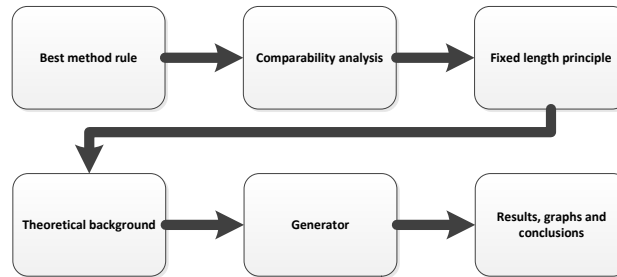 Best method rule
Comparability analysis
Fixed length principle
Theoretical background
Generator
Results, graphs and
conclusions